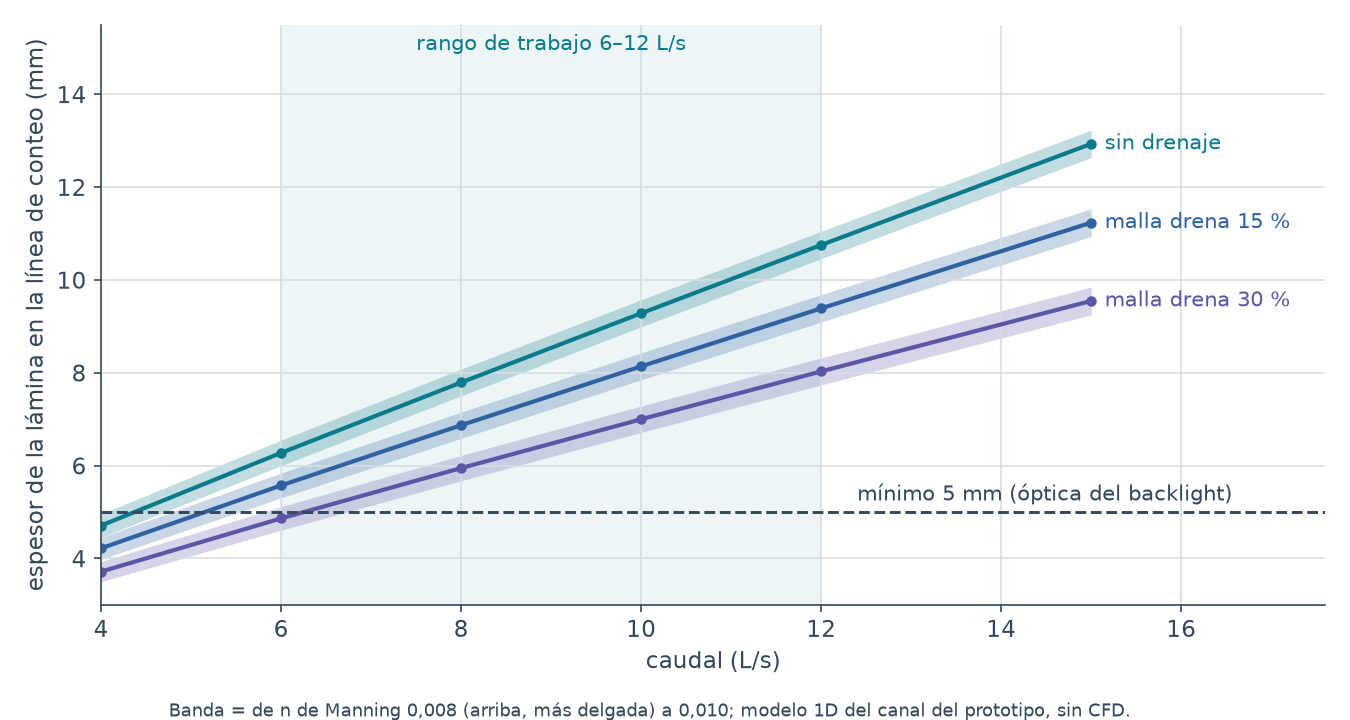 rango de trabajo 6–12 L/s
espesor de la lámina en la línea de conteo (mm)
14
12
10
8
6
4
sin drenaje
malla drena 15 %
malla drena 30 %
mínimo 5 mm (óptica del backlight)
4 6 8 10 12 14 16
caudal (L/s)
Banda = de n de Manning 0,008 (arriba, más delgada) a 0,010; modelo 1D del canal del prototipo, sin CFD.